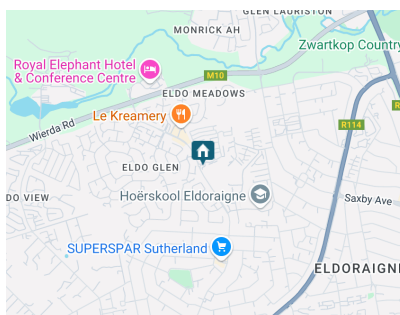 GLEN LAURISTON
MONRICK AH
Zwartkop Country
Royal Elephant Hotel
& Conference Centre
M10
ELDO MEADOWS
R
Le Kreamery
R114
Wierda Rd
ELDO GLEN
DO VIEW
Hoërskool Eldoraigne
Saxby Ave
SUPERSPAR Sutherland
ELDORAIGNE